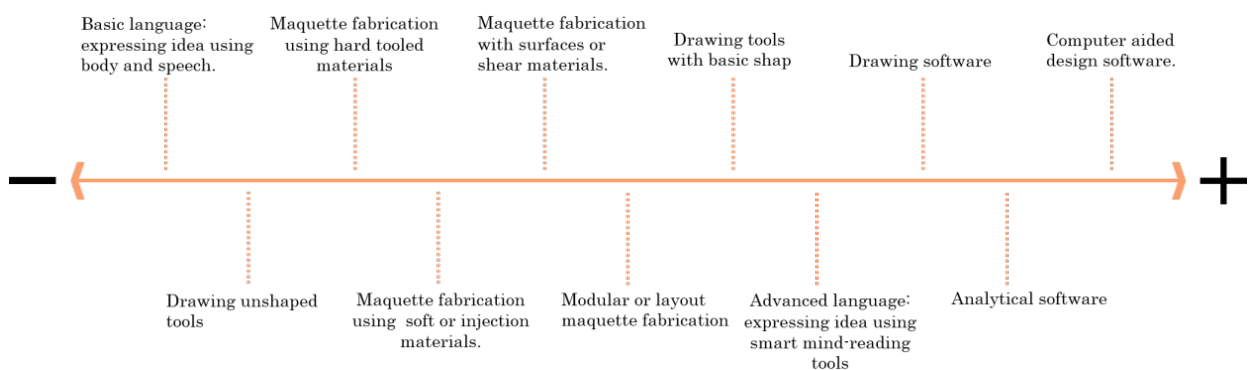 Basic language:
expressing idea using
body and speech.
Maquette fabrication
using hard tooled
materials
Maquette fabrication
with surfaces or
shear materials.
Drawing tools
with basic shap
Drawing software
Computer aided
design software.
Drawing unshaped
tools
Maquette fabrication
using soft or injection
materials.
Modular or layout
maquette fabrication
Advanced language:
expressing idea using
smart mind-reading
tools
Analytical software